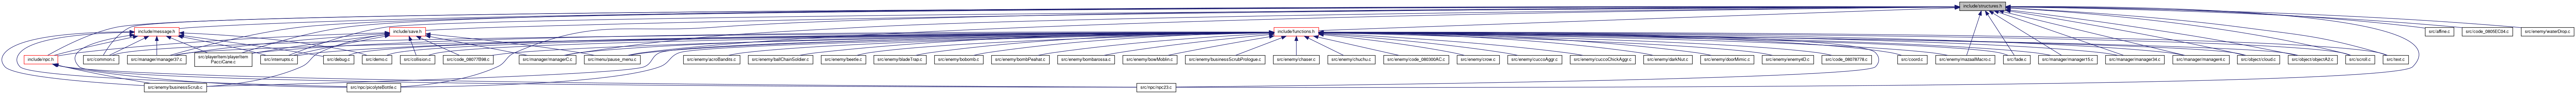 include/structures.h
include/message.h
include/save.h
include/functions.h
src/affine.c
src/code_0805EC04.c
src/enemy/waterDrop.c
include/npc.h
src/common.c
src/manager/manager37.c
src/playerItem/playerItem
PacciCane.c
src/interrupts.c
src/debug.c
src/demo.c
src/collision.c
src/code_08077B98.c
src/manager/managerC.c
src/menu/pause_menu.c
src/enemy/acroBandits.c
src/enemy/ballChainSoldier.c
src/enemy/beetle.c
src/enemy/bladeTrap.c
src/enemy/bobomb.c
src/enemy/bombPeahat.c
src/enemy/bombarossa.c
src/enemy/bowMoblin.c
src/enemy/businessScrubPrologue.c
src/enemy/chaser.c
src/enemy/chuchu.c
src/enemy/crow.c
src/enemy/cuccoAggr.c
src/enemy/cuccoChickAggr.c
src/enemy/darkNut.c
src/enemy/doorMimic.c
src/enemy/enemy4D.c
src/code_08078778.c
src/coord.c
src/enemy/mazaalMacro.c
src/fade.c
src/manager/manager15.c
src/manager/manager34.c
src/manager/manager4.c
src/object/cloud.c
src/object/objectA2.c
src/scroll.c
src/text.c
src/enemy/businessScrub.c
src/npc/picolyteBottle.c
src/npc/npc23.c